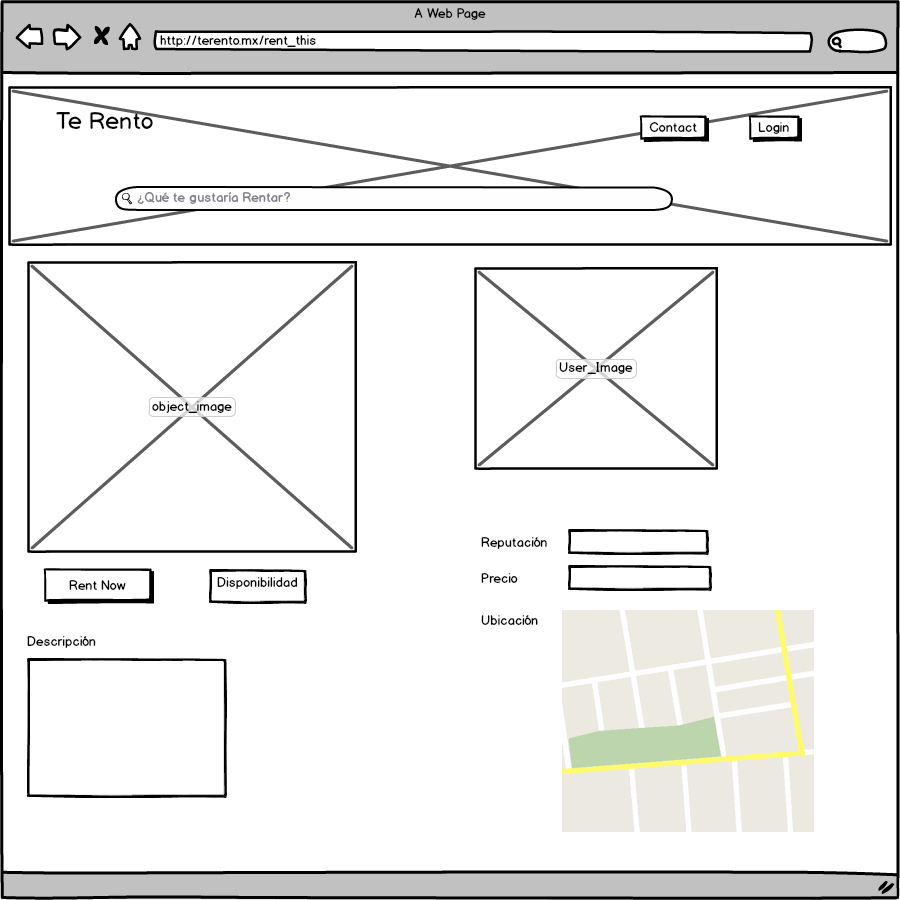 A Web Page
http://terento.mx/rent_this
Te Rento
Contact
Login
¿Qué te gustaría Rentar?
object_image
User_Image
Rent Now
Disponibilidad
Descripción
Reputación
Precio
Ubicación